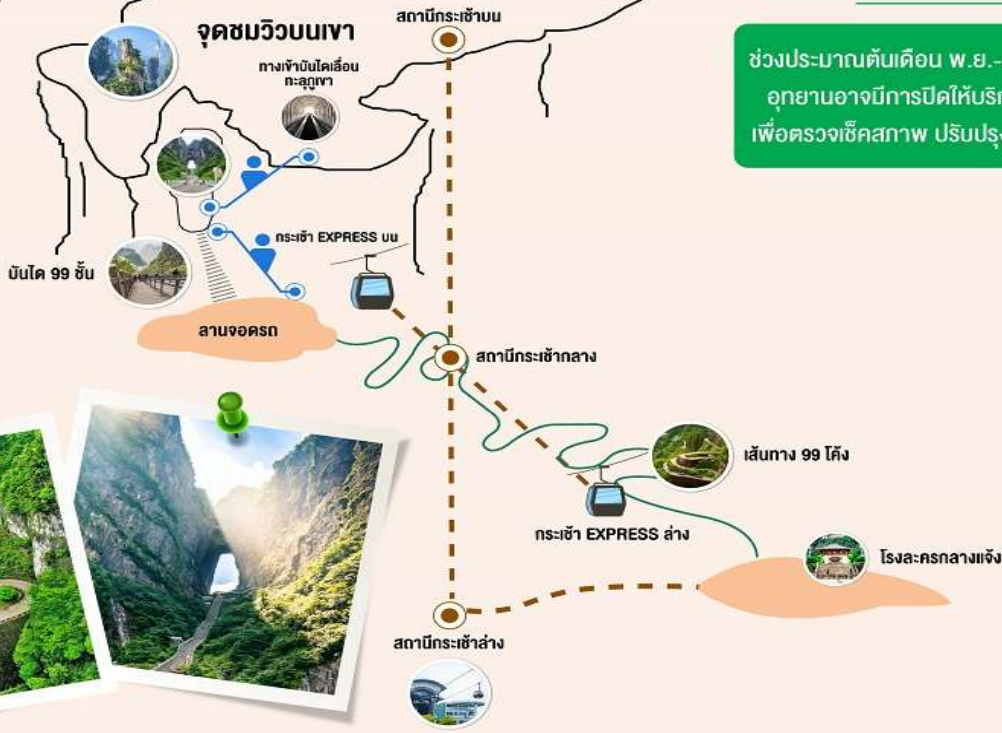 สถานีกระเช้าบน
จุดชมวิวบนเขา
ทางเข้าบันไดเลื่อน
ทะลุภูเขา
ช่วงประมาณต้นเดือน พ.ย.-
อุทยานอาจมีการปิดให้บริก
เพื่อตรวจเช็คสภาพ ปรับปรุง
กระเช้า EXPRESS บน
บันได 99 ชั้น
ลานจอดรถ
สถานีกระเช้ากลาง
เส้นทาง 99 โค้ง
กระเช้า EXPRESS ล่าง
โรงละครกลางแจ้ง
สถานีกระเช้าล่าง